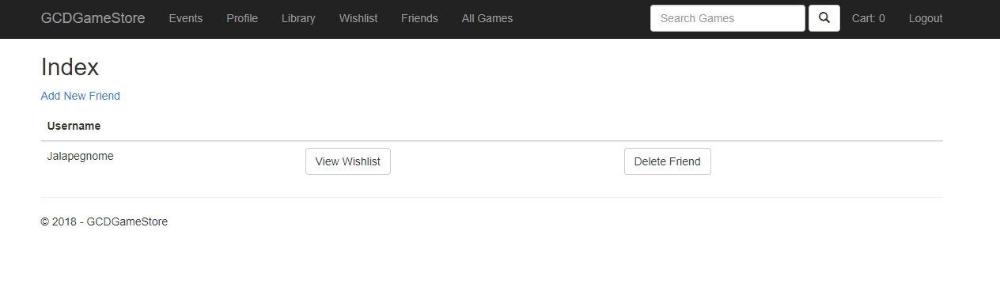 GCDGameStore Events Profile Library Wishlist Friends All Games Search Games Cart: 0 Logout
Index
Add New Friend
Username
Jalapegnome View Wishlist Delete Friend
© 2018 - GCDGameStore